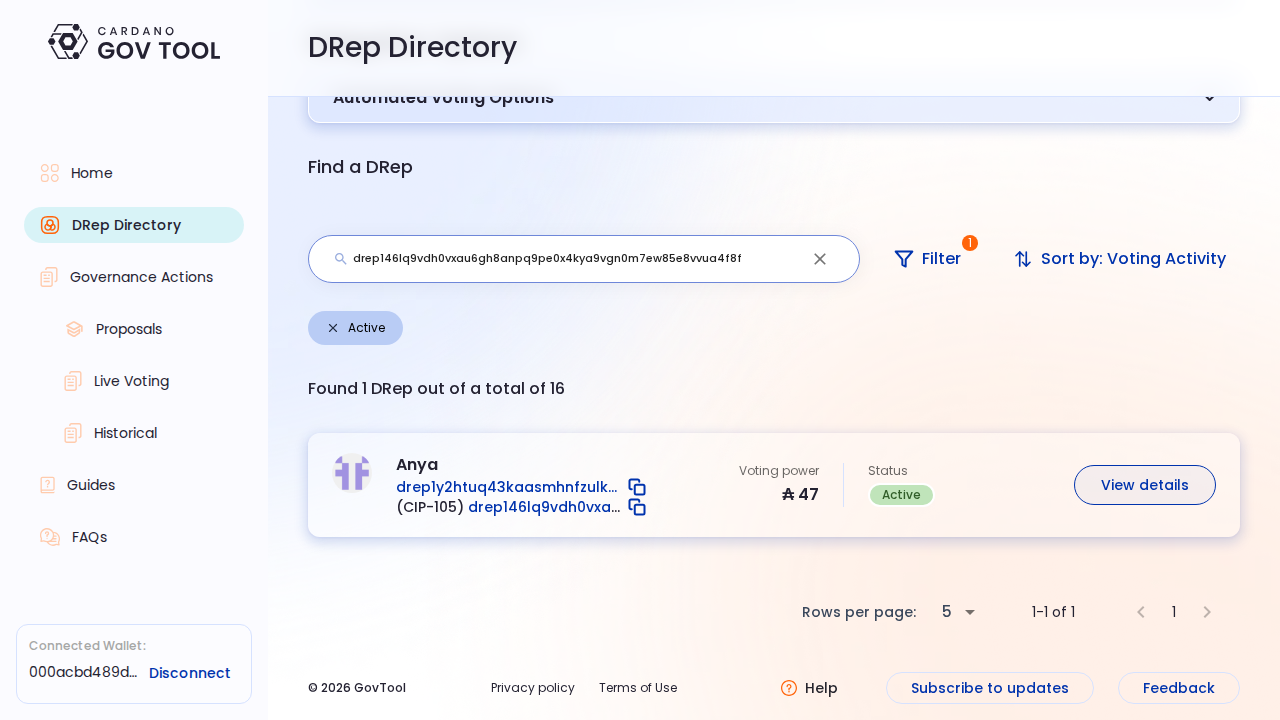 CARDANO
GOV TOOL
DRep Directory
Automated Voting Options
Find a DRep
Home
DRep Directory
Governance Actions
Proposals
Live Voting
Historical
Guides
FAQs
Connected Wallet:
000acbd489d... Disconnect
drep146lq9vdh0vxau6gh8anpq9pe0x4kya9vgn0m7ew85e8vvua4f8f
Filter 1
Sort by: Voting Activity
Active
Found 1 DRep out of a total of 16
Anya
drep1y2htuq43kaasmhnfzulk...
(CIP-105) drep146lq9vdh0vxa...
Voting power
₳ 47
Status
Active
View details
Rows per page: 5 1-1 of 1 1
© 2026 GovTool Privacy policy Terms of Use Help Subscribe to updates Feedback